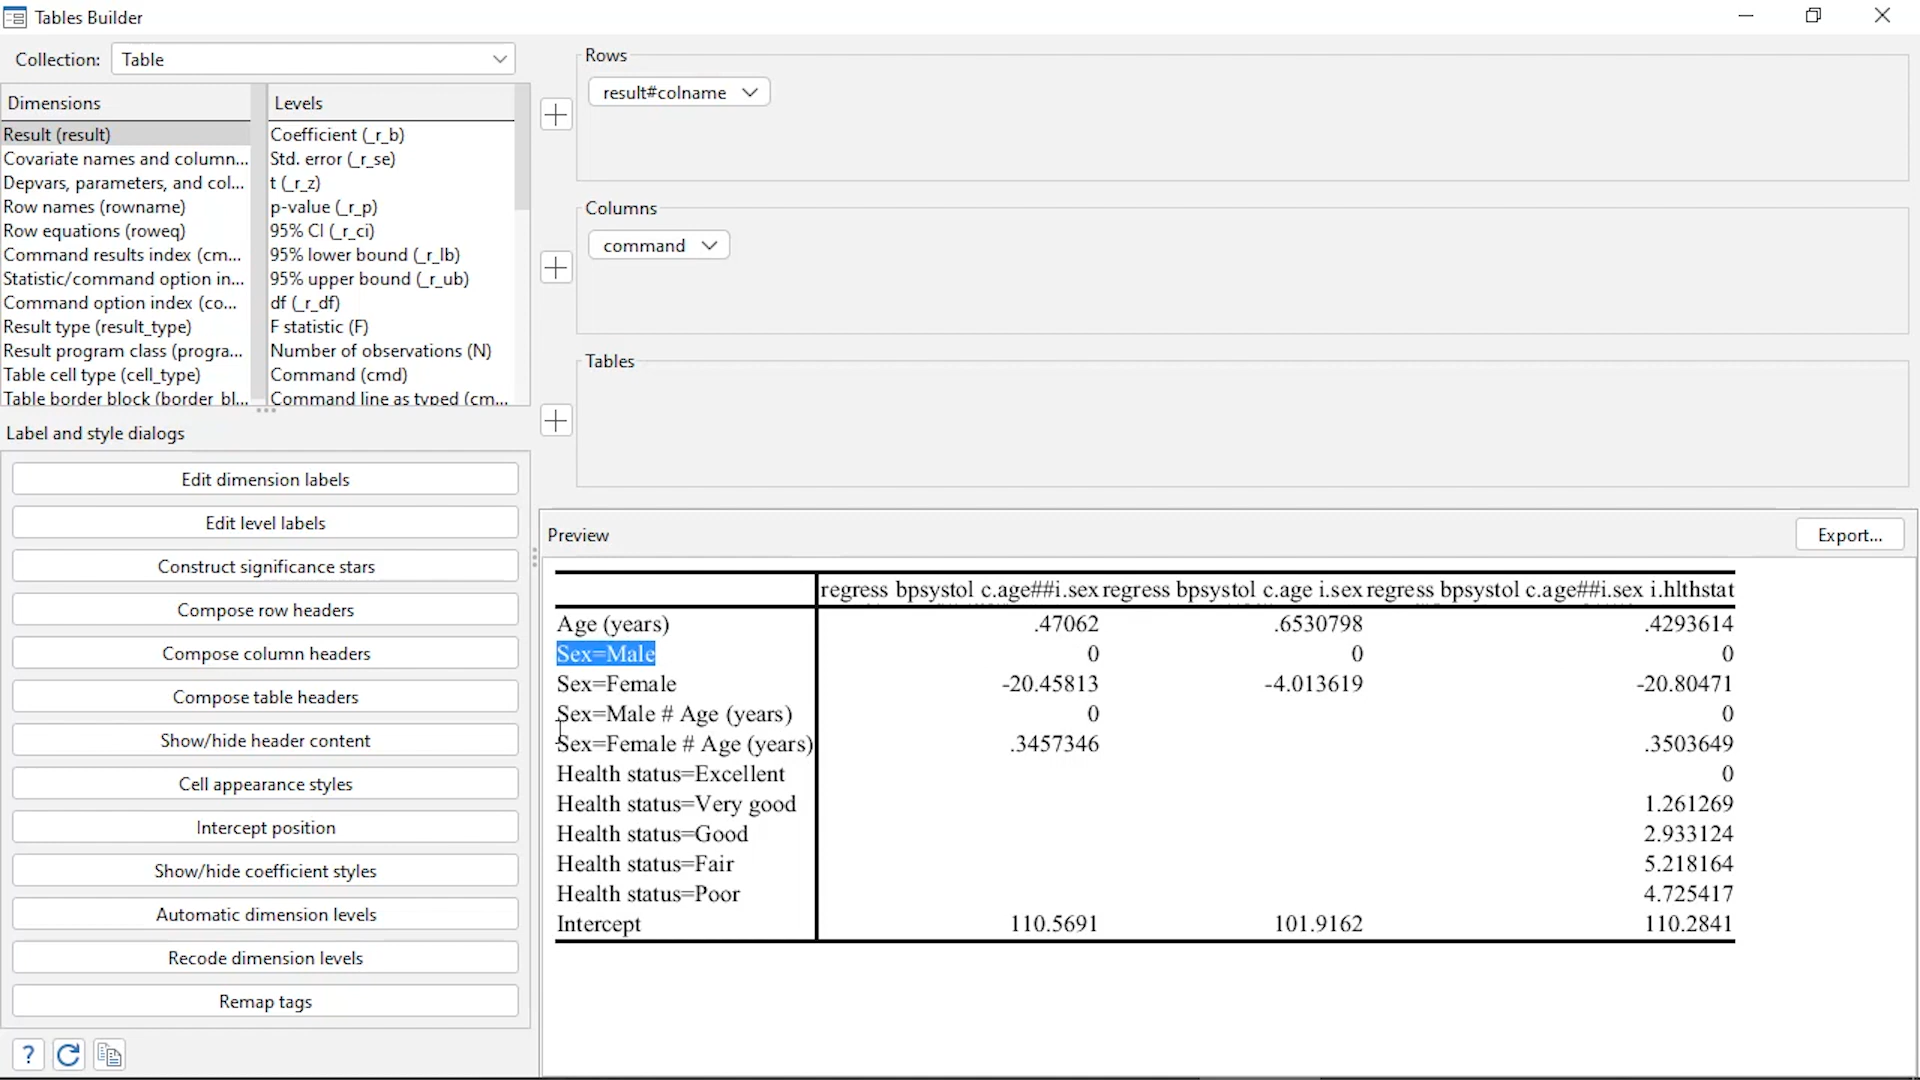 Tables Builder
Collection: Table
Dimensions
Result (result)
Covariate names and column...
Depvars, parameters, and col...
Row names (rowname)
Row equations (roweq)
Command results index (cm...
Statistic/command option in...
Command option index (co...
Result type (result_type)
Result program class (progra...
Table cell type (cell_type)
Table border block (border_bl...
Levels
Coefficient (_r_b)
Std. error (_r_se)
t (_r_z)
p-value (_r_p)
95% CI (_r_ci)
95% lower bound (_r_lb)
95% upper bound (_r_ub)
df (_r_df)
F statistic (F)
Number of observations (N)
Command (cmd)
Command line as typed (cm...
Label and style dialogs
Edit dimension labels
Edit level labels
Construct significance stars
Compose row headers
Compose column headers
Compose table headers
Show/hide header content
Cell appearance styles
Intercept position
Show/hide coefficient styles
Automatic dimension levels
Recode dimension levels
Remap tags
?
Rows
result#colname
Columns
command
Tables
Preview
Export...
regress bpsystol c.age##i.sex regress bpsystol c.age i.sex regress bpsystol c.age##i.sex i.hlthstat
Age (years) .47062 .6530798 .4293614
Sex=Male 0 0 0
Sex=Female -20.45813 -4.013619 -20.80471
Sex=Male # Age (years) 0 0
Sex=Female # Age (years) .3457346 .3503649
Health status=Excellent 0
Health status=Very good 1.261269
Health status=Good 2.933124
Health status=Fair 5.218164
Health status=Poor 4.725417
Intercept 110.5691 101.9162 110.2841